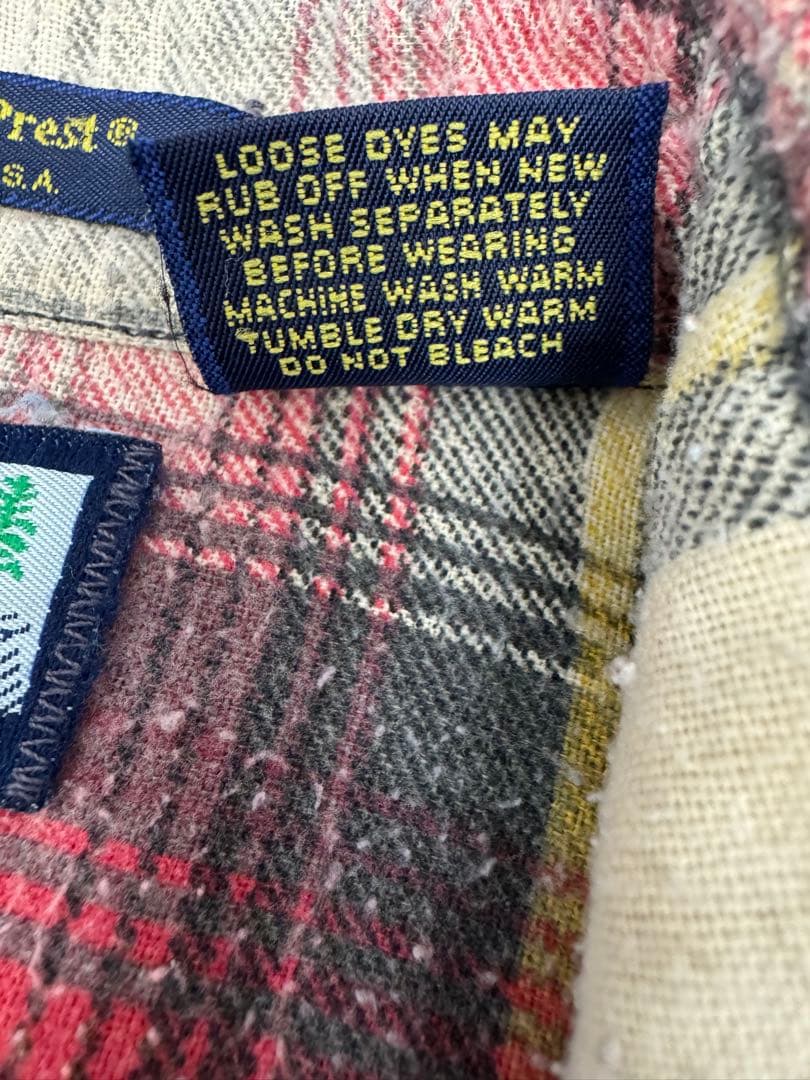 Prest®
S.A.
LOOSE DYES MAY
RUB OFF WHEN NEW
WASH SEPARATELY
BEFORE WEARING
MACHINE WASH WARM
TUMBLE DRY WARM
DO NOT BLEACH